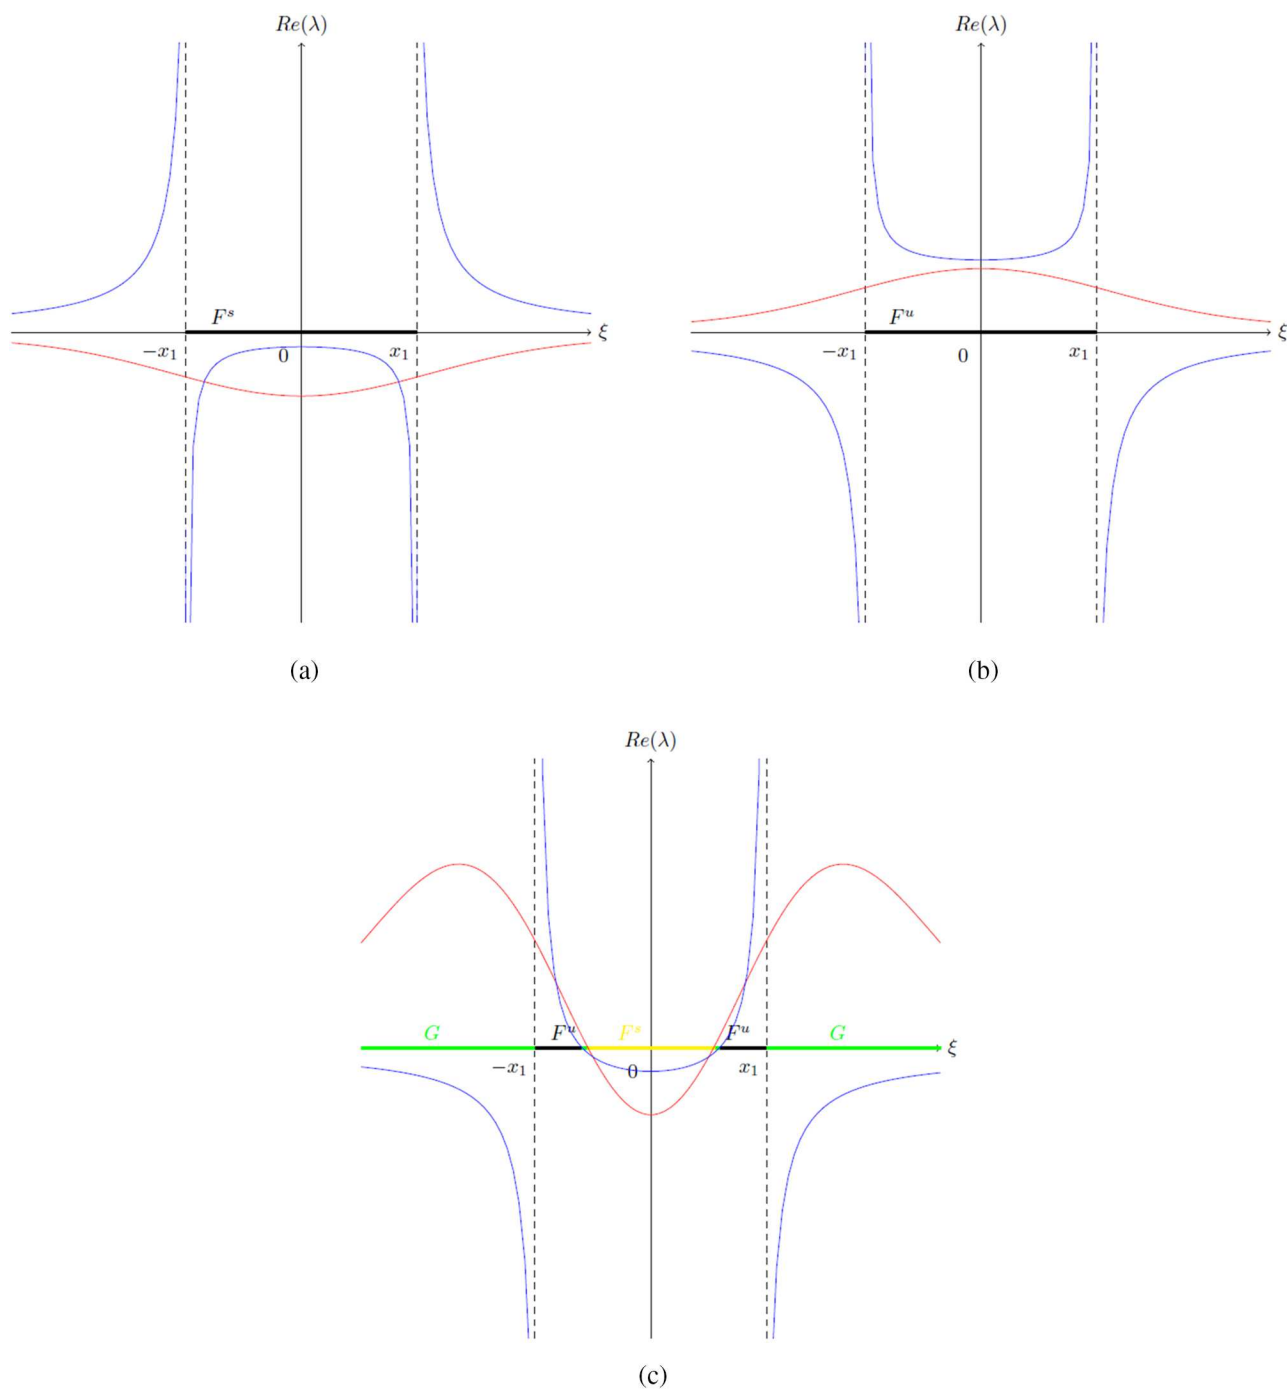 Re(λ) Re(λ)
F^s ξ F^u ξ
−x₁ 0 x₁ −x₁ 0 x₁
(a) (b)
Re(λ)
G F^u F^s F^u G ξ
−x₁ 0 x₁
(c)